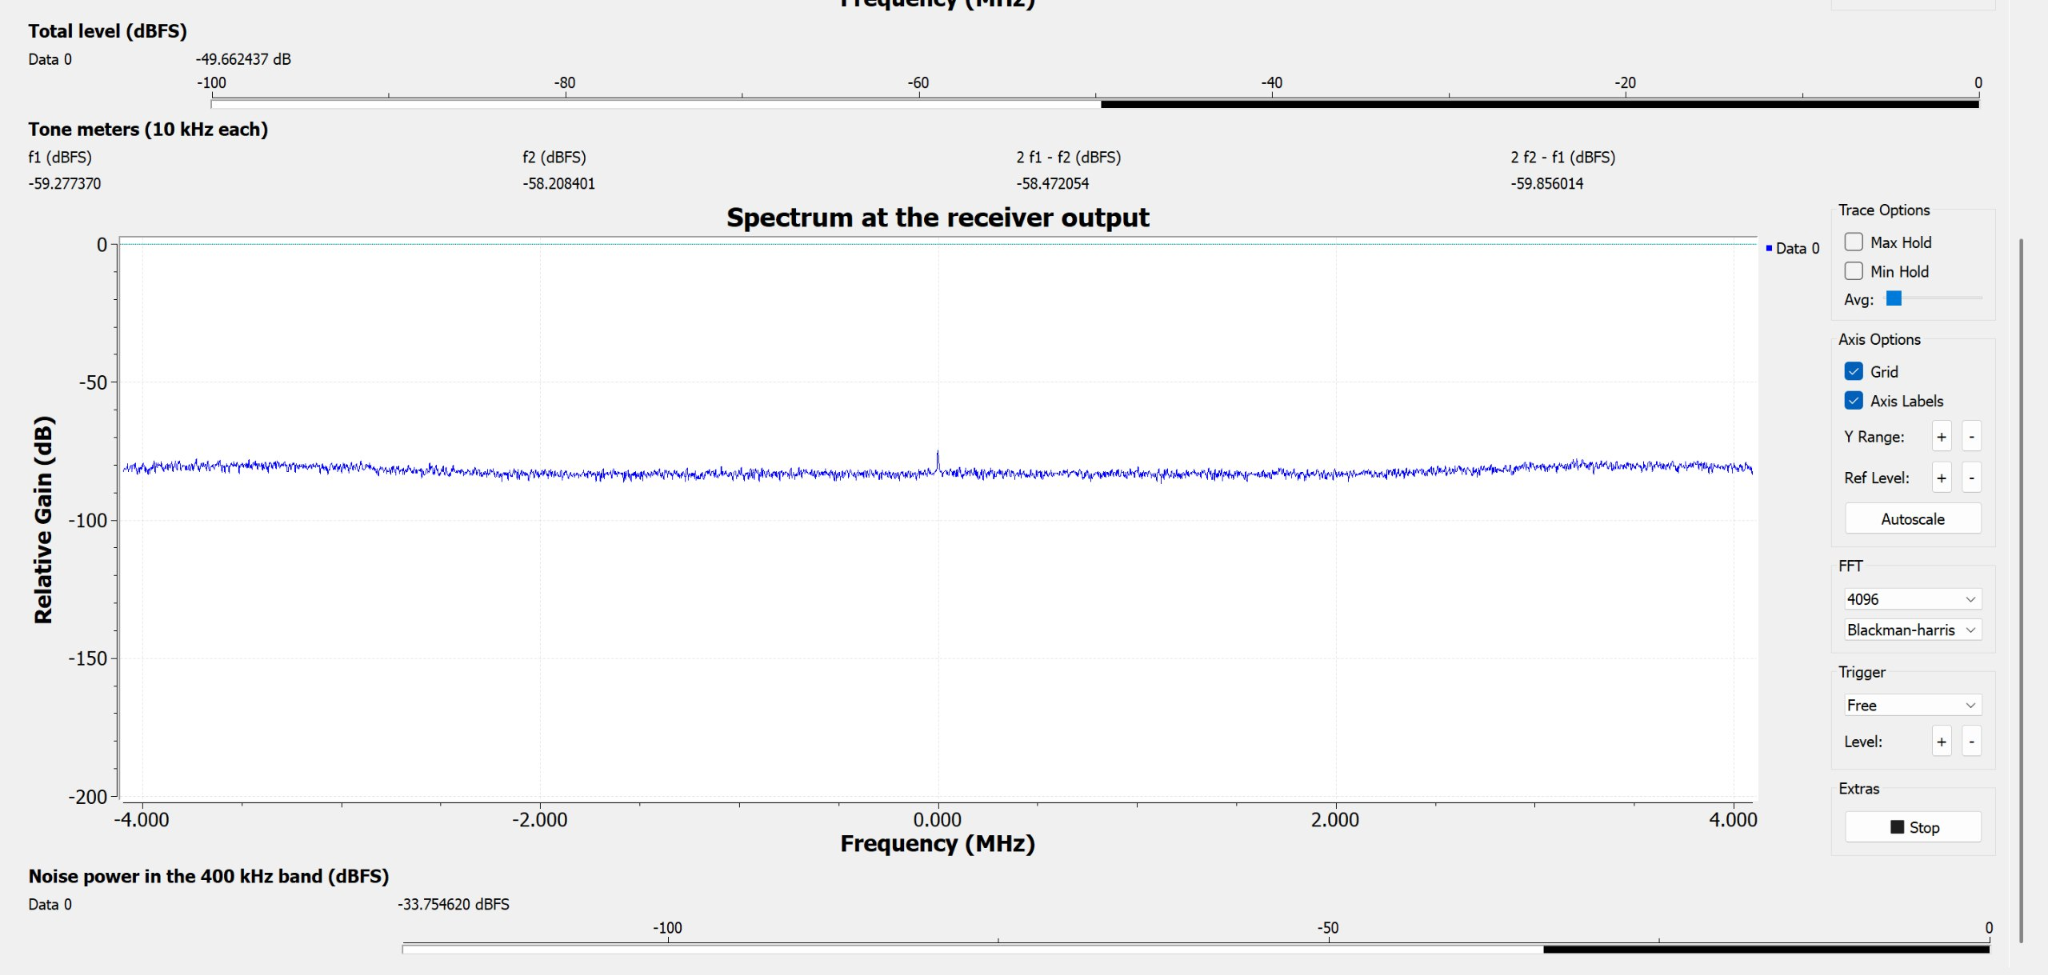 Frequency (MHz)
Total level (dBFS)
Data 0 -49.662437 dB
-100 -80 -60 -40 -20 0
Tone meters (10 kHz each)
f1 (dBFS) f2 (dBFS) 2 f1 - f2 (dBFS) 2 f2 - f1 (dBFS)
-59.277370 -58.208401 -58.472054 -59.856014
Spectrum at the receiver output
Data 0
0
-50
-100
-150
-200
Relative Gain (dB)
-4.000 -2.000 0.000 2.000 4.000
Frequency (MHz)
Trace Options
Max Hold
Min Hold
Avg:
Axis Options
Grid
Axis Labels
Y Range: + -
Ref Level: + -
Autoscale
FFT
4096
Blackman-harris
Trigger
Free
Level: + -
Extras
Stop
Noise power in the 400 kHz band (dBFS)
Data 0 -33.754620 dBFS
-100 -50 0